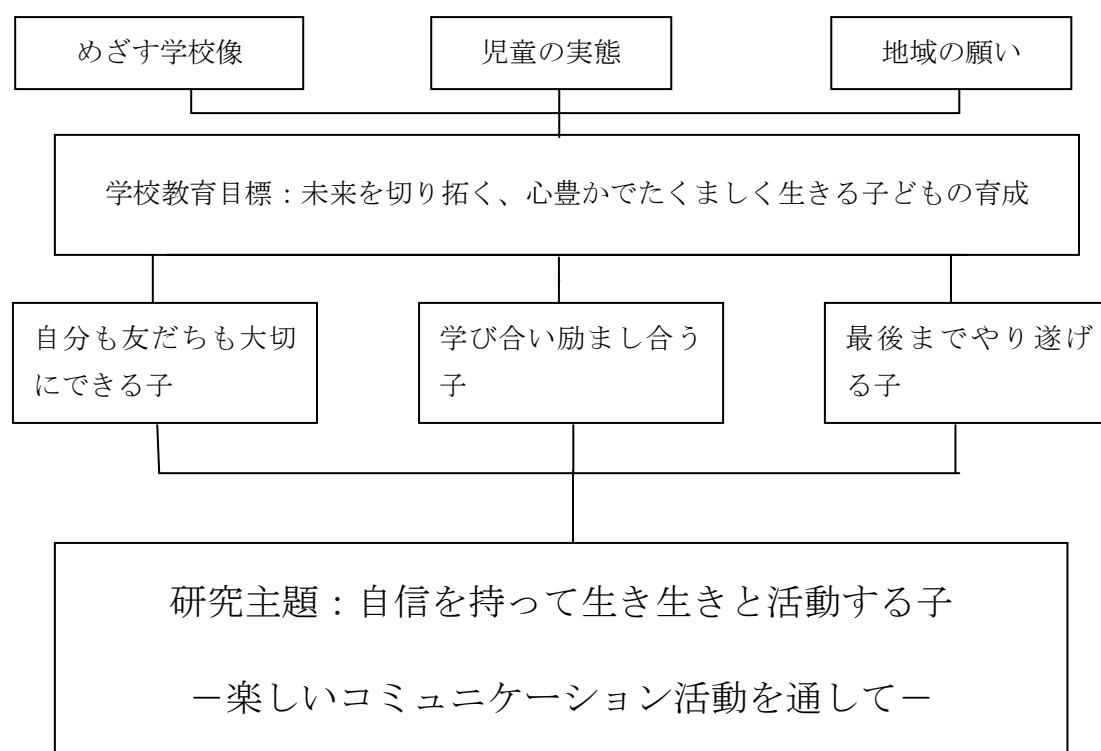 めざす学校像
児童の実態
地域の願い
学校教育目標：未来を切り拓く、心豊かでたくましく生きる子どもの育成
自分も友だちも大切
にできる子
学び合い励まし合う
子
最後までやり遂げ
る子
研究主題：自信を持って生き生きと活動する子
－楽しいコミュニケーション活動を通して－